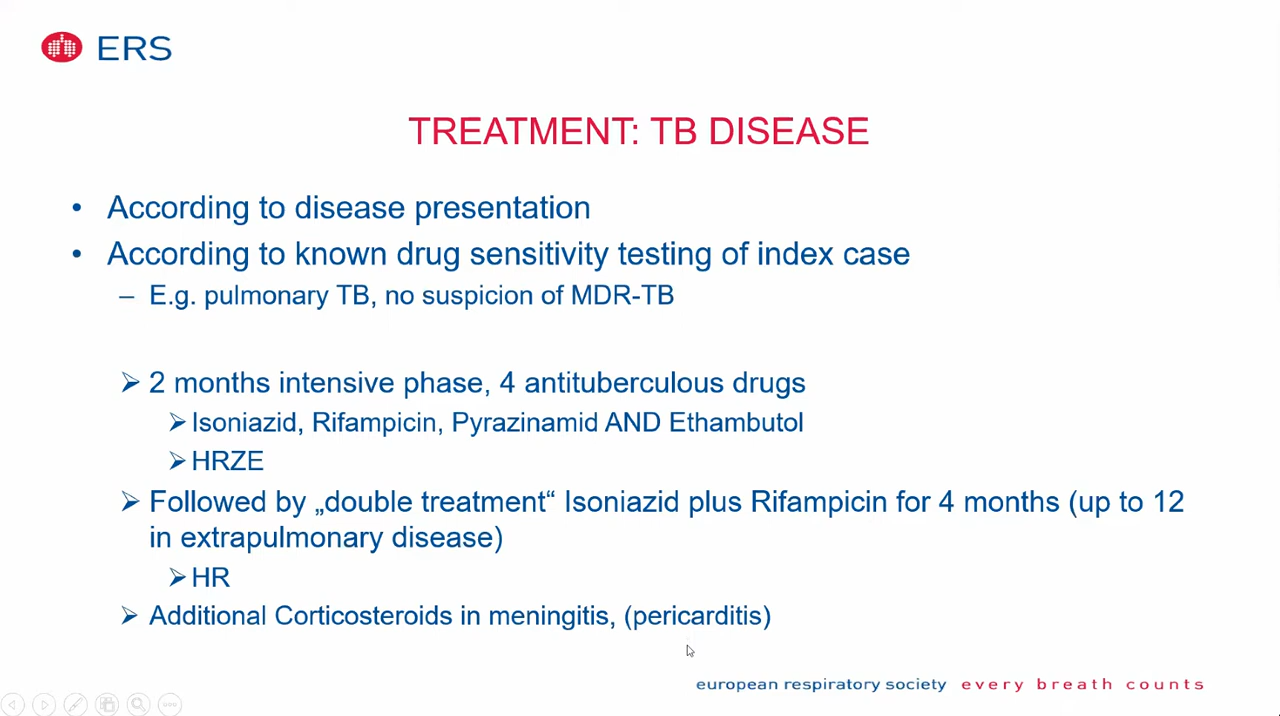 ERS
TREATMENT: TB DISEASE
• According to disease presentation
• According to known drug sensitivity testing of index case
– E.g. pulmonary TB, no suspicion of MDR-TB
➢ 2 months intensive phase, 4 antituberculous drugs
➢ Isoniazid, Rifampicin, Pyrazinamid AND Ethambutol
➢ HRZE
➢ Followed by „double treatment“ Isoniazid plus Rifampicin for 4 months (up to 12
in extrapulmonary disease)
➢ HR
➢ Additional Corticosteroids in meningitis, (pericarditis)
european respiratory society every breath counts